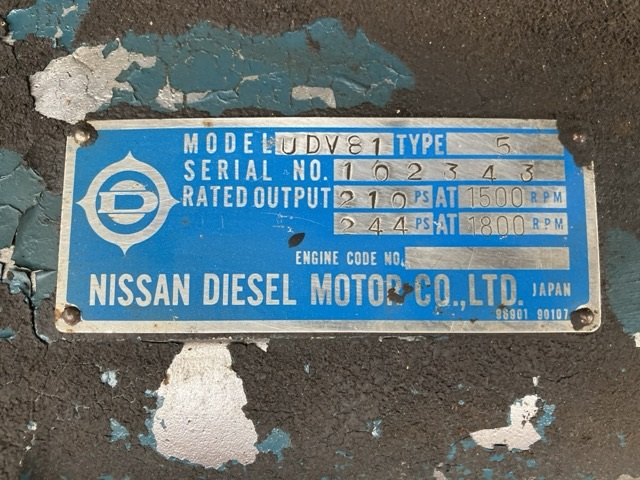 MODEL UDV81 TYPE 5
SERIAL NO. 102343
RATED OUTPUT 210 PS AT 1500 RPM
244 PS AT 1800 RPM
ENGINE CODE NO.
D
NISSAN DIESEL MOTOR CO.,LTD. JAPAN
96901 90107